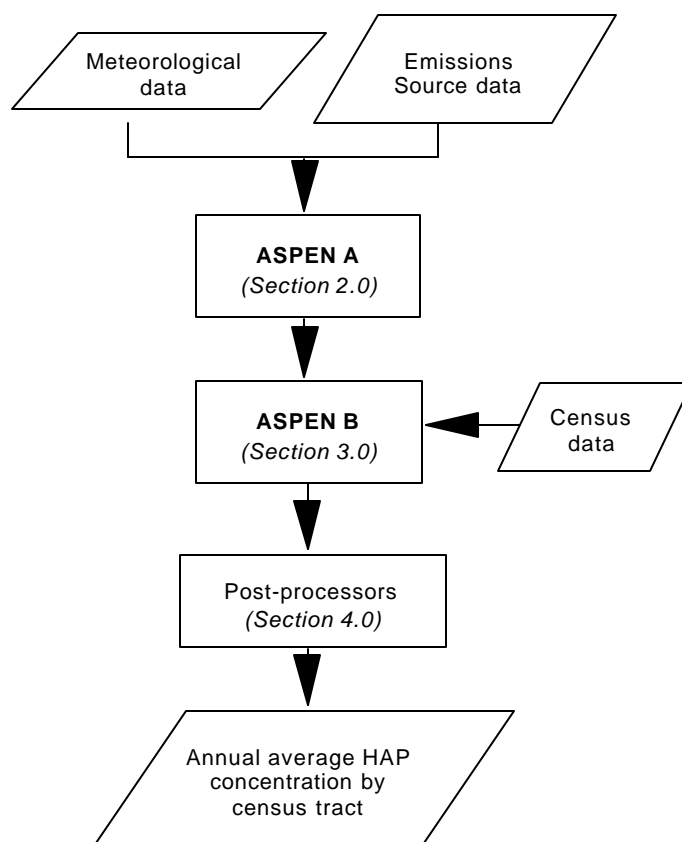 Meteorological
data
Emissions
Source data
ASPEN A
(Section 2.0)
ASPEN B
(Section 3.0)
Census
data
Post-processors
(Section 4.0)
Annual average HAP
concentration by
census tract